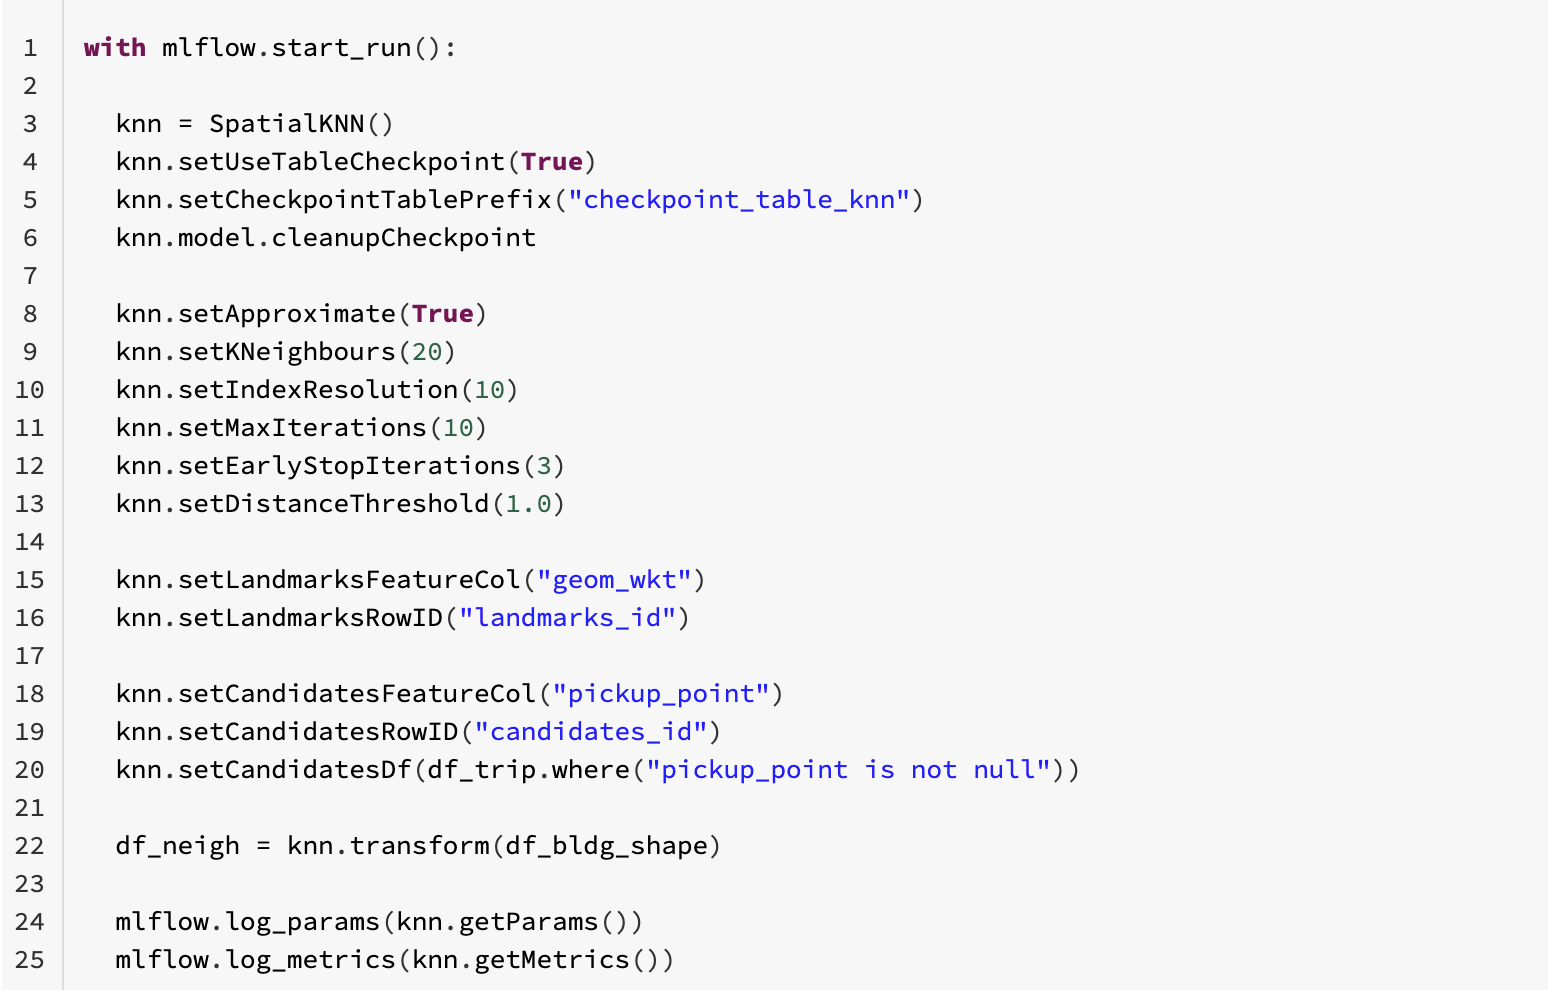 1 with mlflow.start_run():
2
3   knn = SpatialKNN()
4   knn.setUseTableCheckpoint(True)
5   knn.setCheckpointTablePrefix("checkpoint_table_knn")
6   knn.model.cleanupCheckpoint
7
8   knn.setApproximate(True)
9   knn.setKNeighbours(20)
10   knn.setIndexResolution(10)
11   knn.setMaxIterations(10)
12   knn.setEarlyStopIterations(3)
13   knn.setDistanceThreshold(1.0)
14
15   knn.setLandmarksFeatureCol("geom_wkt")
16   knn.setLandmarksRowID("landmarks_id")
17
18   knn.setCandidatesFeatureCol("pickup_point")
19   knn.setCandidatesRowID("candidates_id")
20   knn.setCandidatesDf(df_trip.where("pickup_point is not null"))
21
22   df_neigh = knn.transform(df_bldg_shape)
23
24   mlflow.log_params(knn.getParams())
25   mlflow.log_metrics(knn.getMetrics())